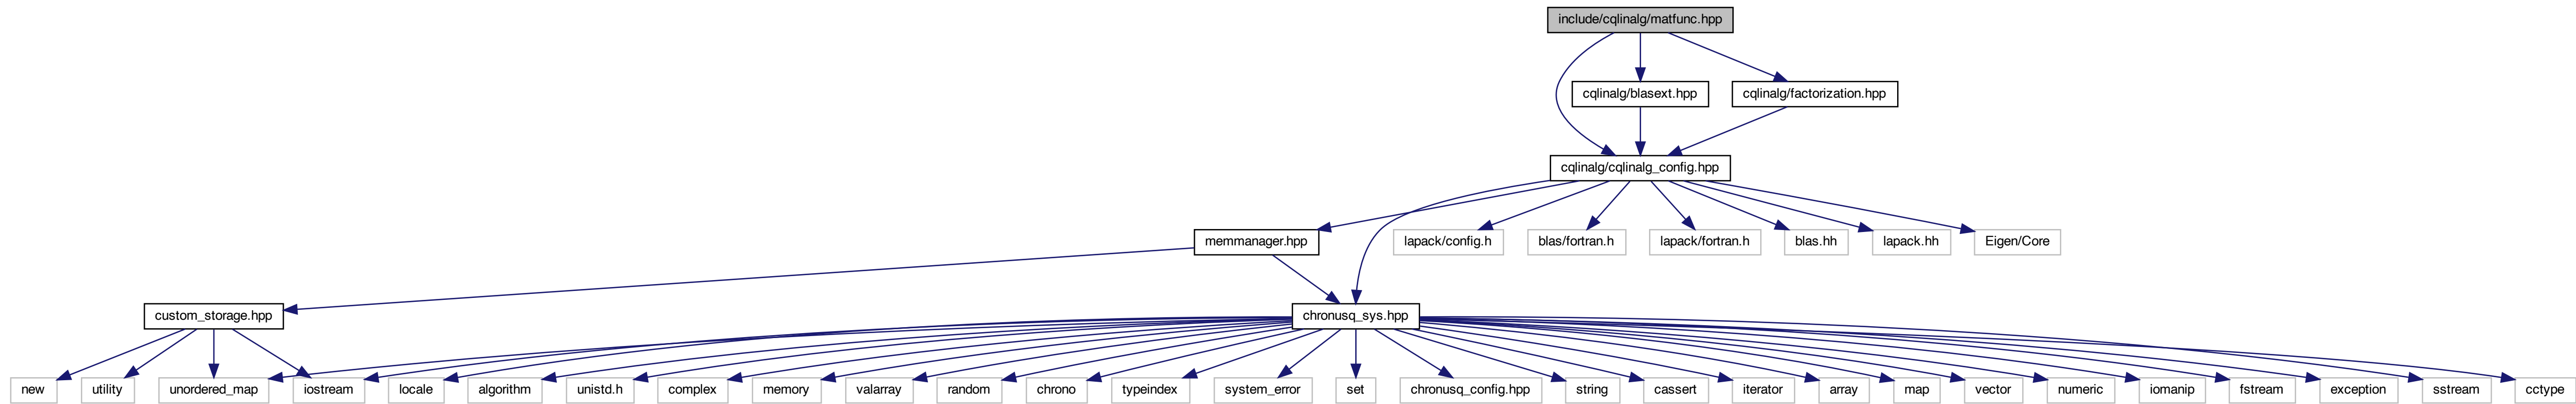 include/cqlinalg/matfunc.hpp
cqlinalg/blasext.hpp
cqlinalg/factorization.hpp
cqlinalg/cqlinalg_config.hpp
memmanager.hpp
lapack/config.h
blas/fortran.h
lapack/fortran.h
blas.hh
lapack.hh
Eigen/Core
custom_storage.hpp
chronusq_sys.hpp
new
utility
unordered_map
iostream
locale
algorithm
unistd.h
complex
memory
valarray
random
chrono
typeindex
system_error
set
chronusq_config.hpp
string
cassert
iterator
array
map
vector
numeric
iomanip
fstream
exception
sstream
cctype